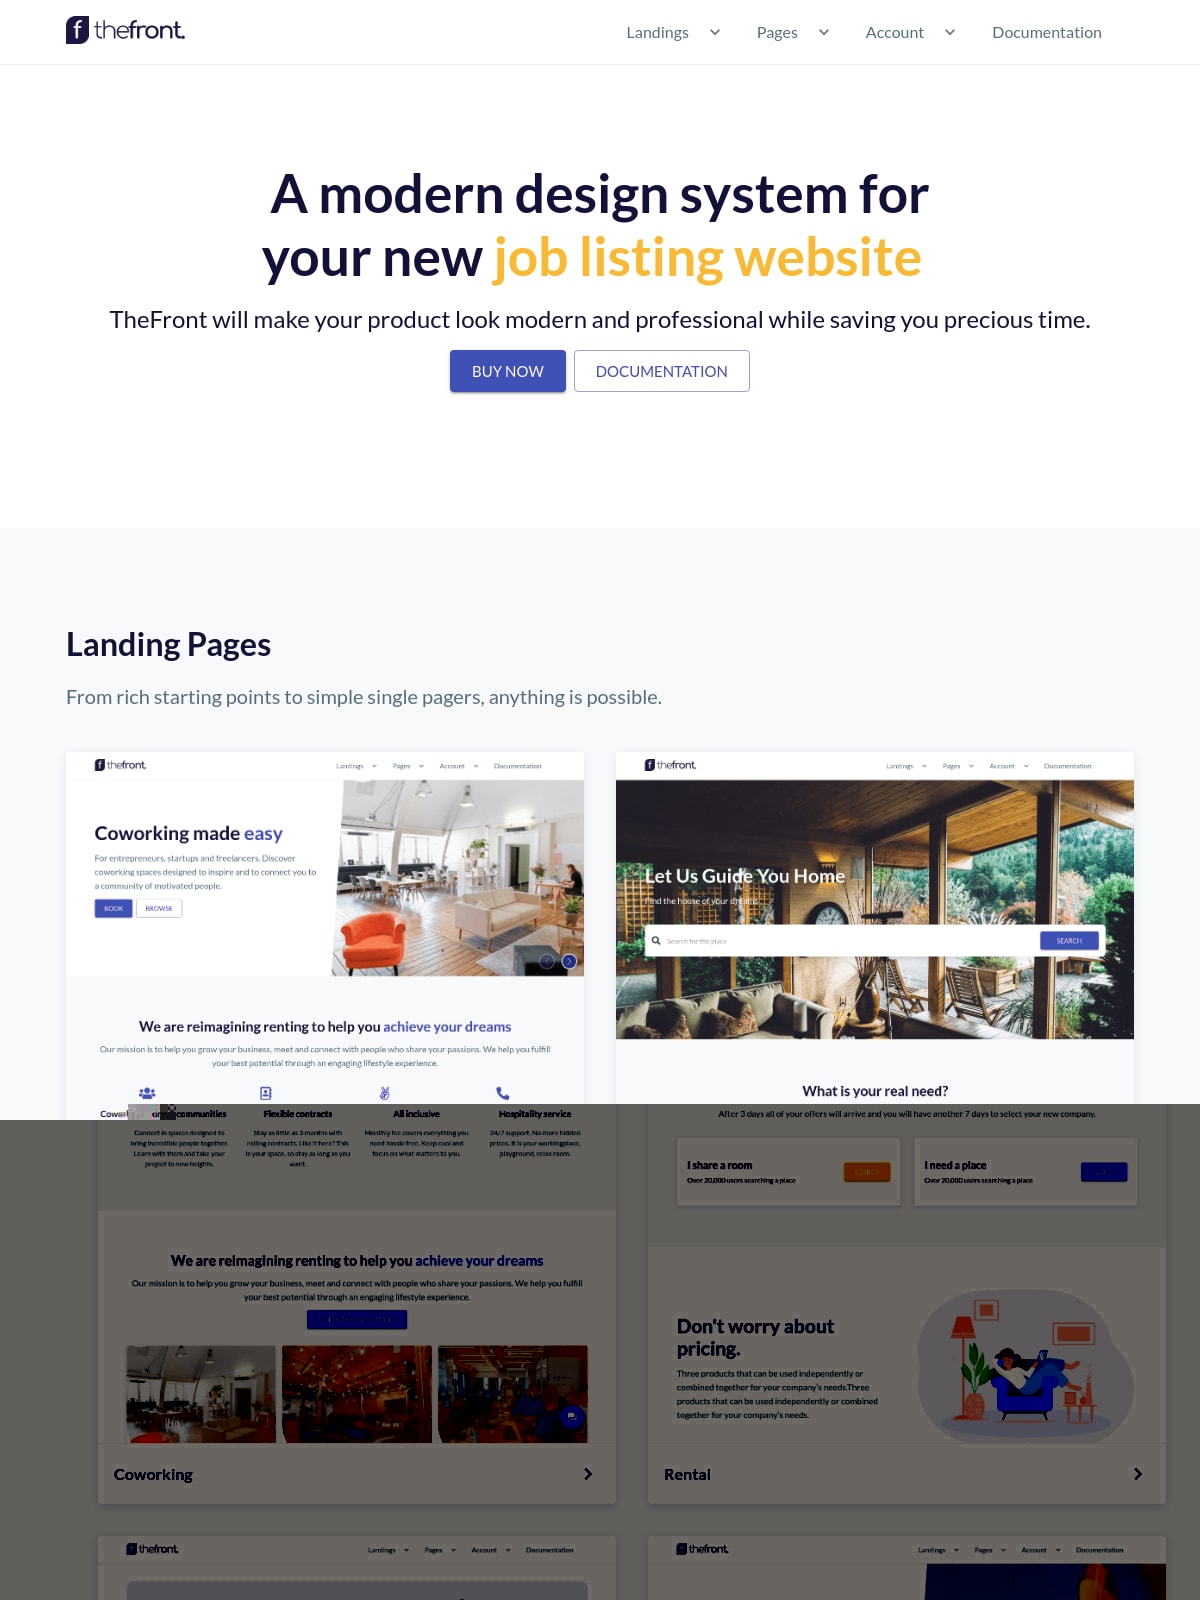 f thefront.
Landings Pages Account Documentation
A modern design system for
your new job listing website
TheFront will make your product look modern and professional while saving you precious time.
BUY NOW DOCUMENTATION
Landing Pages
From rich starting points to simple single pagers, anything is possible.
f thefront. Landings Pages Account Documentation
Coworking made easy
For entrepreneurs, startups and freelancers. Discover
coworking spaces designed to inspire and to connect you to
a community of motivated people.
BOOK BROWSE
We are reimagining renting to help you achieve your dreams
Our mission is to help you grow your business, meet and connect with people who share your passions. We help you fulfill
your best potential through an engaging lifestyle experience.
communities
Connect in spaces designed to
bring incredible people together.
Learn with them and take your
project to new heights.
Flexible contracts
Stay as little as 3 months with
rolling contracts. Like it here? This
is your space, so stay as long as you
want.
All inclusive
Monthly fee covers everything you
need hassle free. Keep cool and
focus on what matters to you.
Hospitality service
24/7 support. No more hidden
prices. It is your workingplace,
playground, relax room.
We are reimagining renting to help you achieve your dreams
Our mission is to help you grow your business, meet and connect with people who share your passions. We help you fulfill
your best potential through an engaging lifestyle experience.
Coworking
f thefront. Landings Pages Account Documentation
Let Us Guide You Home
Find the house of your dreams
Search for the place SEARCH
What is your real need?
After 3 days all of your offers will arrive and you will have another 7 days to select your new company.
I share a room
Over 20,000 users searching a place
SEARCH
I need a place
Over 20,000 users searching a place
Don't worry about
pricing.
Three products that can be used independely or
combined together for your company's needs.Three
products that can be used independely or combined
together for your company's needs.
Rental
thefront. Landings Pages Account Documentation
thefront. Landings Pages Account Documentation